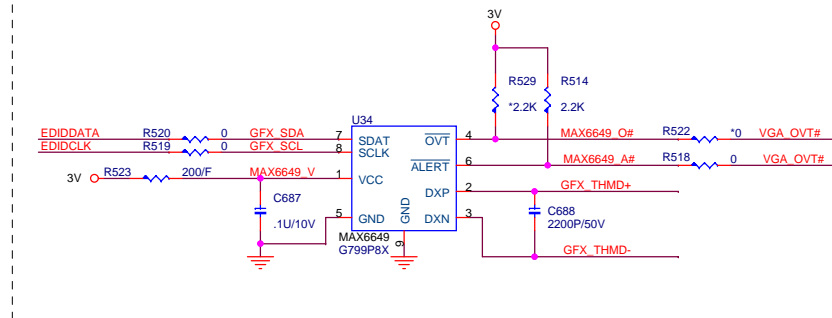 3V
R529
R514
*2.2K
2.2K
U34
EDIDDATA R520 0 GFX_SDA 7 SDAT OVT 4 MAX6649_O# R522 *0 VGA_OVT#
EDIDCLK R519 0 GFX_SCL 8 SCLK
ALERT 6 MAX6649_A# R518 0 VGA_OVT#
3V R523 200/F MAX6649_V 1 VCC
DXP 2 GFX_THMD+
C687
.1U/10V
5 GND GND DXN 3
C688
2200P/50V
MAX6649
G799P8X
9
GFX_THMD-